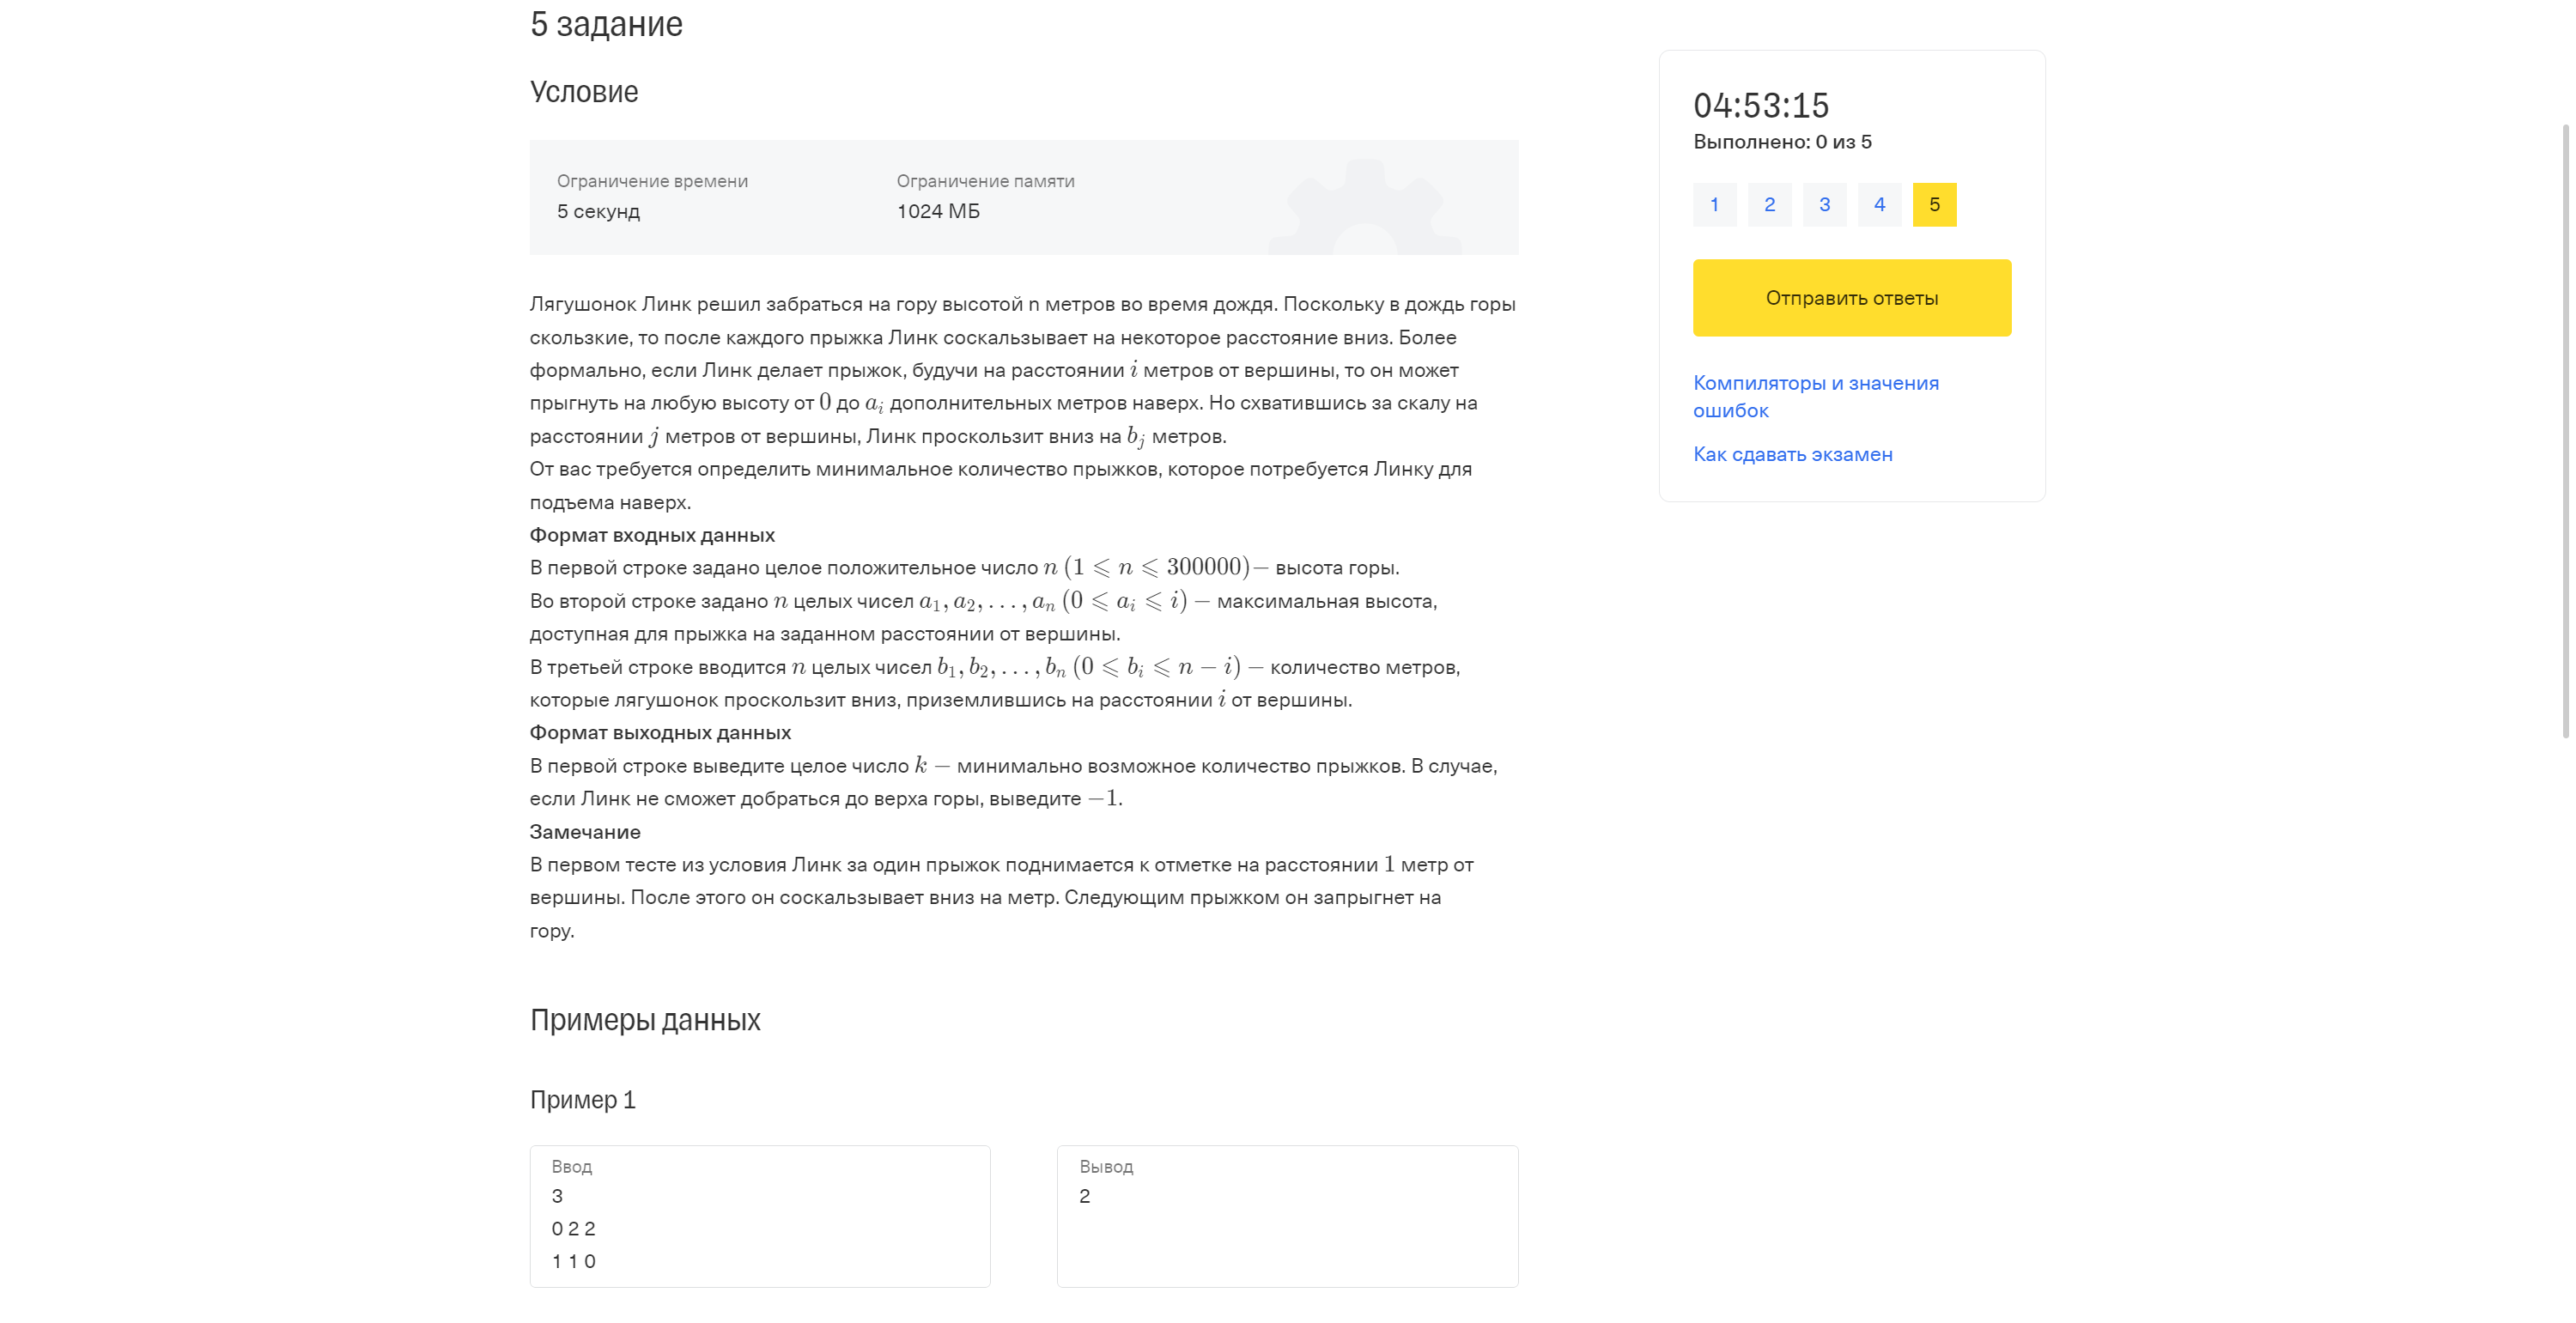 5 задание
Условие
Ограничение времени
5 секунд
Ограничение памяти
1024 МБ
Лягушонок Линк решил забраться на гору высотой n метров во время дождя. Поскольку в дождь горы
скользкие, то после каждого прыжка Линк соскальзывает на некоторое расстояние вниз. Более
формально, если Линк делает прыжок, будучи на расстоянии i метров от вершины, то он может
прыгнуть на любую высоту от 0 до a_i дополнительных метров наверх. Но схватившись за скалу на
расстоянии j метров от вершины, Линк проскользит вниз на b_j метров.
От вас требуется определить минимальное количество прыжков, которое потребуется Линку для
подъема наверх.
Формат входных данных
В первой строке задано целое положительное число n (1 ⩽ n ⩽ 300000)− высота горы.
Во второй строке задано n целых чисел a_1, a_2, ..., a_n (0 ⩽ a_i ⩽ i) − максимальная высота,
доступная для прыжка на заданном расстоянии от вершины.
В третьей строке вводится n целых чисел b_1, b_2, ..., b_n (0 ⩽ b_i ⩽ n − i) − количество метров,
которые лягушонок проскользит вниз, приземлившись на расстоянии i от вершины.
Формат выходных данных
В первой строке выведите целое число k − минимально возможное количество прыжков. В случае,
если Линк не сможет добраться до верха горы, выведите −1.
Замечание
В первом тесте из условия Линк за один прыжок поднимается к отметке на расстоянии 1 метр от
вершины. После этого он соскальзывает вниз на метр. Следующим прыжком он запрыгнет на
гору.
Примеры данных
Пример 1
Ввод
3
0 2 2
1 1 0
Вывод
2
04:53:15
Выполнено: 0 из 5
1 2 3 4 5
Отправить ответы
Компиляторы и значения
ошибок
Как сдавать экзамен